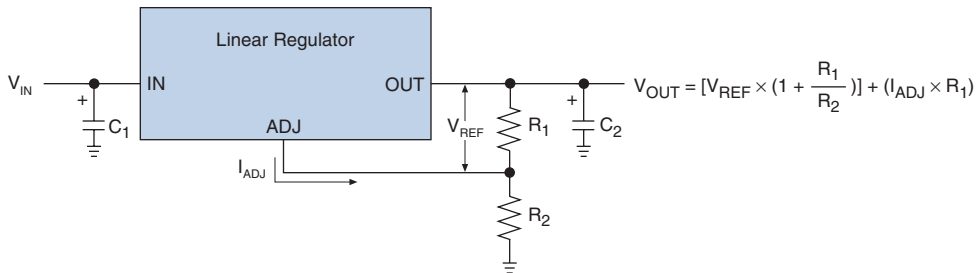 Linear Regulator
V_IN
IN
OUT
V_OUT = [V_REF × (1 + R_1/R_2)] + (I_ADJ × R_1)
+
C_1
ADJ
V_REF
R_1
+
C_2
I_ADJ
R_2